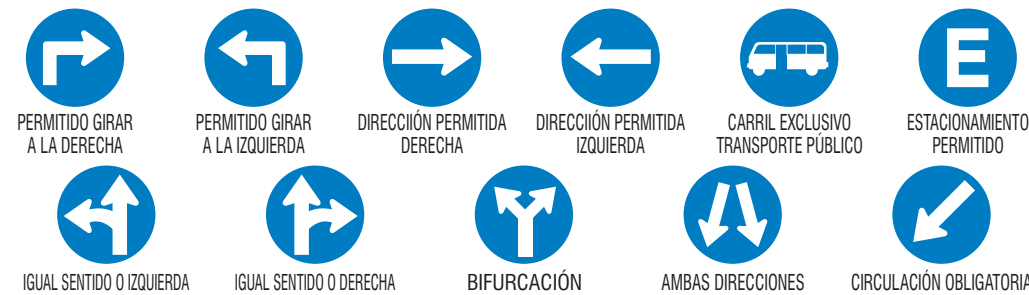 E
PERMITIDO GIRAR
A LA DERECHA
PERMITIDO GIRAR
A LA IZQUIERDA
DIRECCIIÓN PERMITIDA
DERECHA
DIRECCIIÓN PERMITIDA
IZQUIERDA
CARRIL EXCLUSIVO
TRANSPORTE PÚBLICO
ESTACIONAMIENTO
PERMITIDO
IGUAL SENTIDO O IZQUIERDA
IGUAL SENTIDO O DERECHA
BIFURCACIÓN
AMBAS DIRECCIONES
CIRCULACIÓN OBLIGATORIA